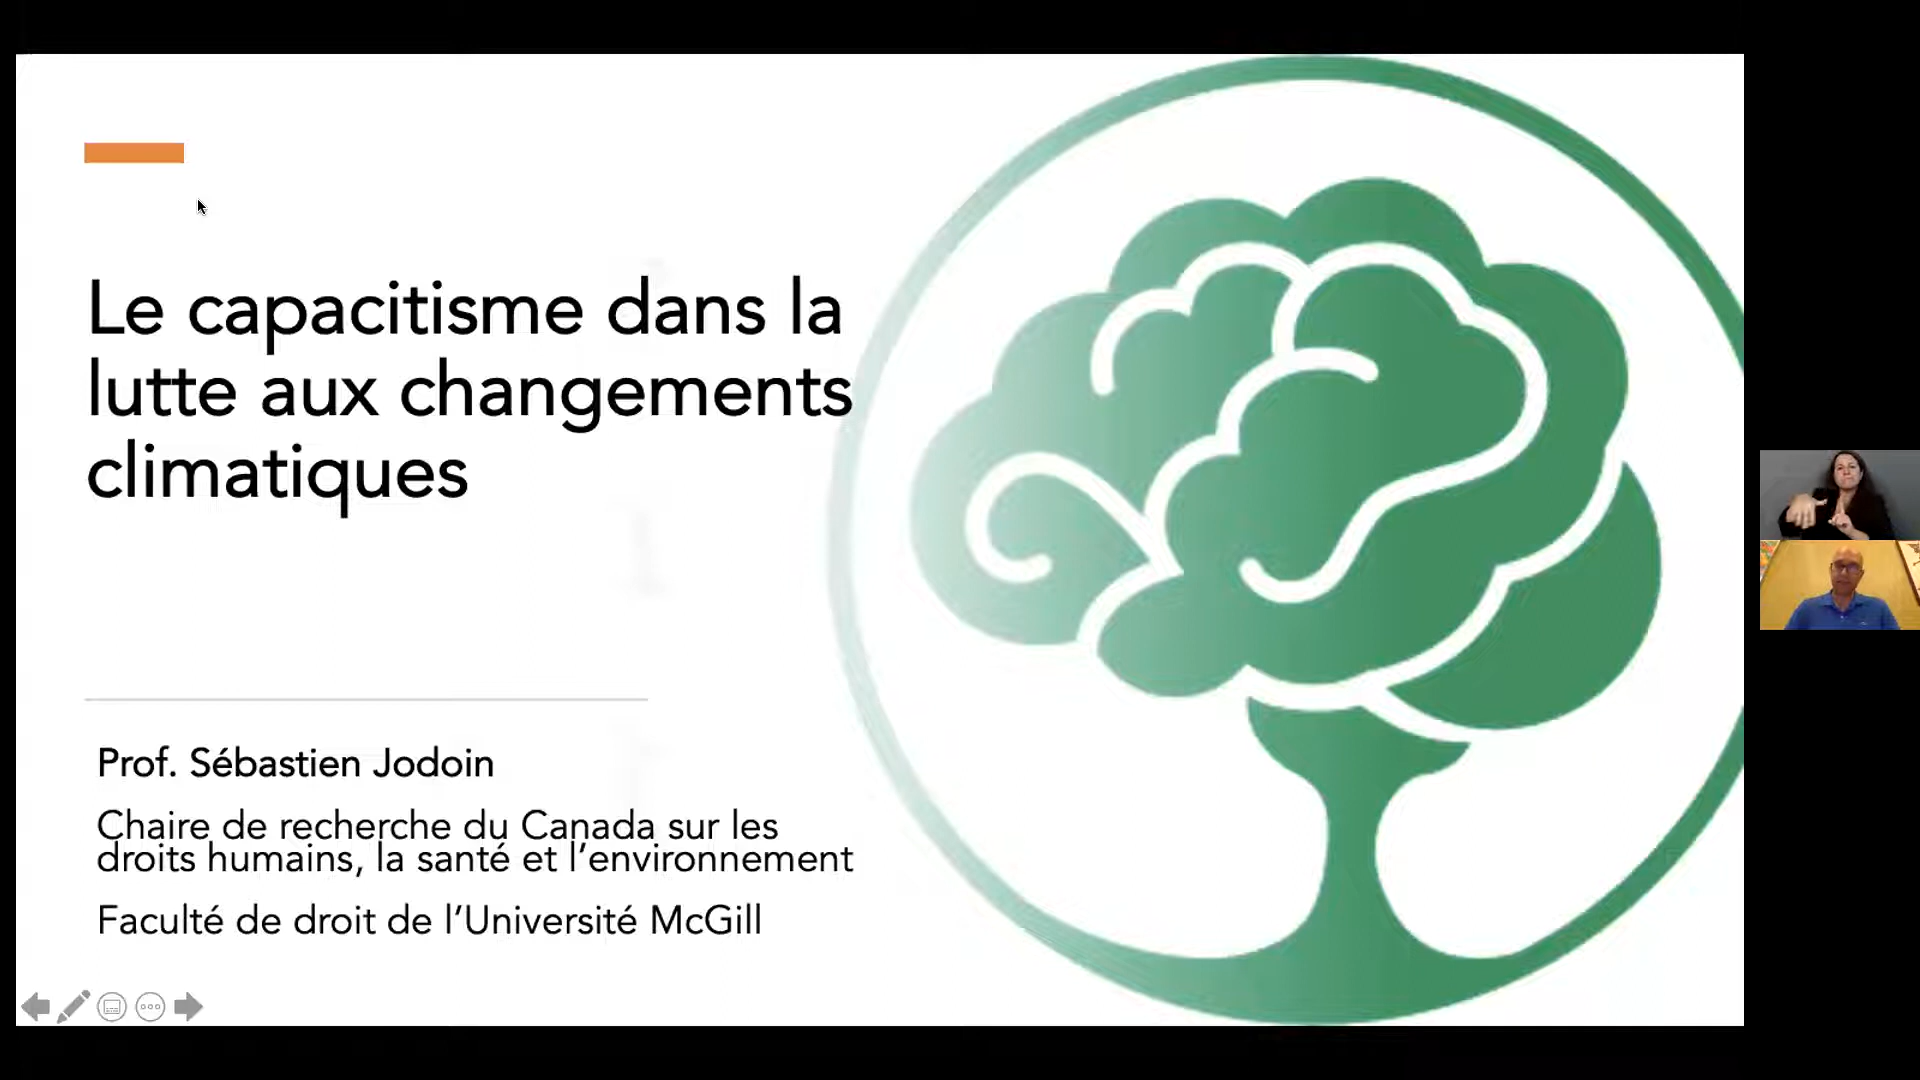 Le capacitisme dans la
lutte aux changements
climatiques
Prof. Sébastien Jodoin
Chaire de recherche du Canada sur les
droits humains, la santé et l’environnement
Faculté de droit de l’Université McGill